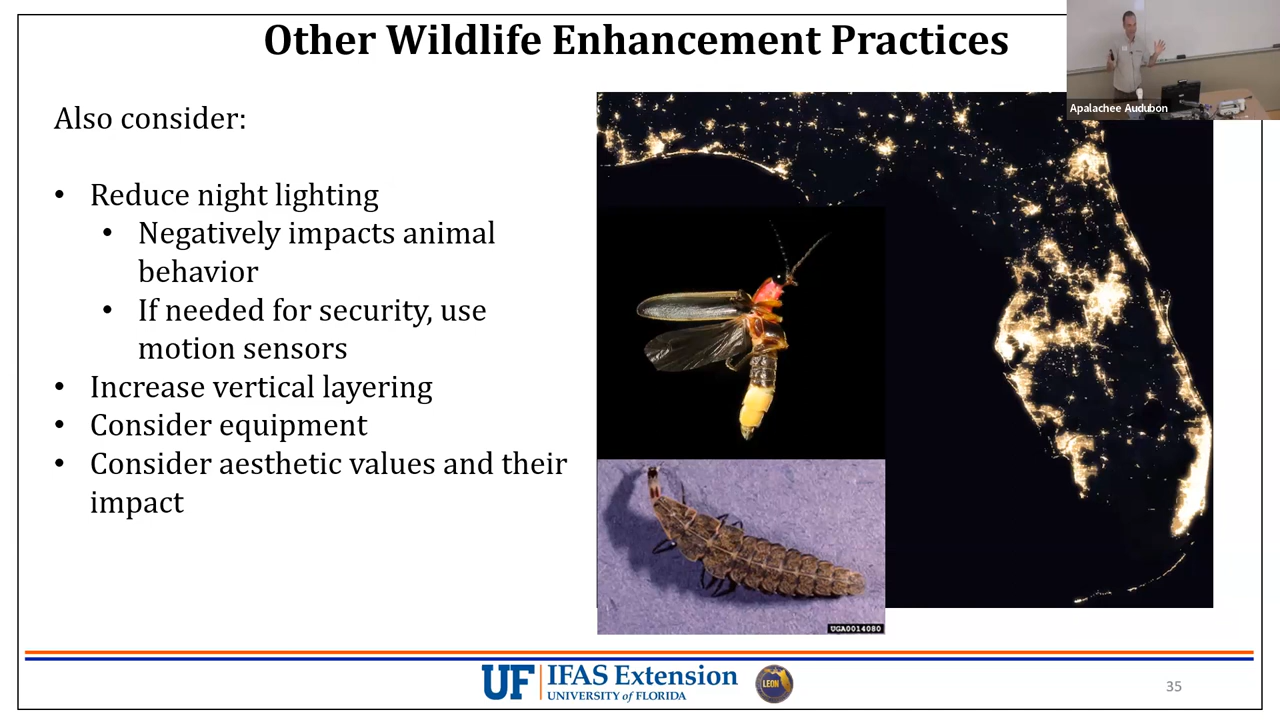 Other Wildlife Enhancement Practices
Apalachee Audubon
Also consider:
• Reduce night lighting
• Negatively impacts animal
behavior
• If needed for security, use
motion sensors
• Increase vertical layering
• Consider equipment
• Consider aesthetic values and their
impact
UGA0014080
UF IFAS Extension
UNIVERSITY of FLORIDA
LEON
35